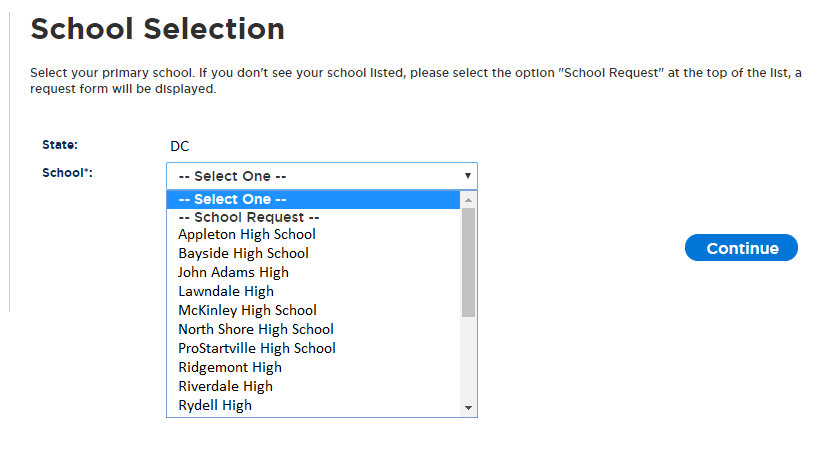 School Selection
Select your primary school. If you don't see your school listed, please select the option "School Request" at the top of the list, a
request form will be displayed.
State: DC
School*: -- Select One --
-- Select One --
-- School Request --
Appleton High School
Bayside High School
John Adams High
Lawndale High
McKinley High School
North Shore High School
ProStartville High School
Ridgemont High
Riverdale High
Rydell High
Continue